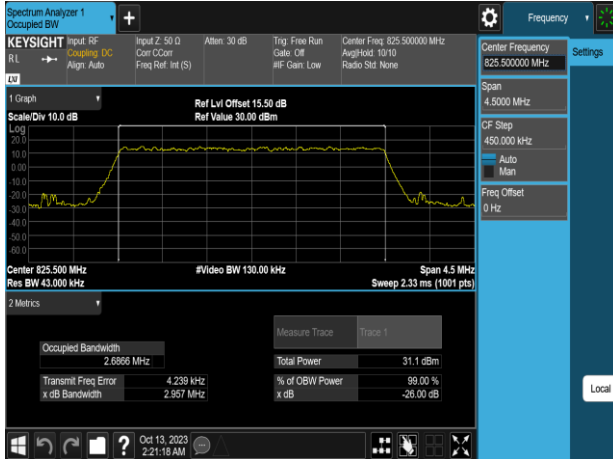 Spectrum Analyzer 1
Occupied BW
Frequency
KEYSIGHT
RL
LXI
Input: RF
Coupling: DC
Align: Auto
Input Z: 50 Ω
Corr CCorr
Freq Ref: Int (S)
Atten: 30 dB
Trig: Free Run
Gate: Off
#IF Gain: Low
Center Freq: 825.500000 MHz
Avg|Hold: 10/10
Radio Std: None
Center Frequency
825.500000 MHz
Settings
Span
4.5000 MHz
CF Step
450.000 kHz
Auto
Man
Freq Offset
0 Hz
Local
1 Graph
Scale/Div 10.0 dB
Ref Lvl Offset 15.50 dB
Ref Value 30.00 dBm
Log
20.0
10.0
0.00
-10.0
-20.0
-30.0
-40.0
-50.0
-60.0
Center 825.500 MHz
Res BW 43.000 kHz
#Video BW 130.00 kHz
Span 4.5 MHz
Sweep 2.33 ms (1001 pts)
2 Metrics
Measure Trace
Trace 1
Occupied Bandwidth
2.6866 MHz
Total Power
31.1 dBm
Transmit Freq Error
4.239 kHz
% of OBW Power
99.00 %
x dB Bandwidth
2.957 MHz
x dB
-26.00 dB
?
Oct 13, 2023
2:21:18 AM